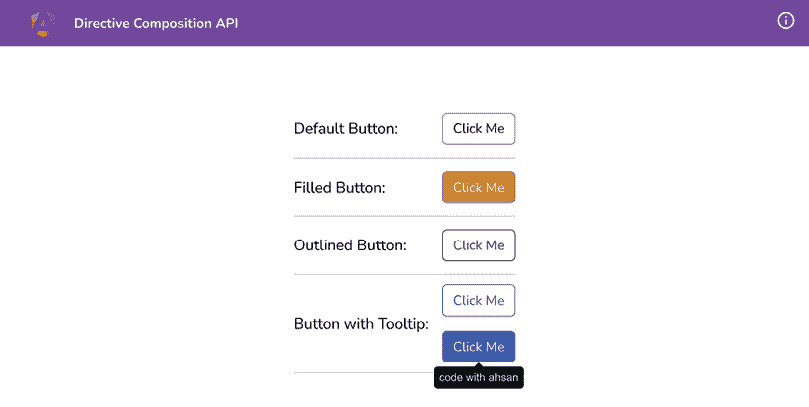 Directive Composition API
Default Button: Click Me
Filled Button: Click Me
Outlined Button: Click Me
Click Me
Button with Tooltip:
Click Me
code with ahsan